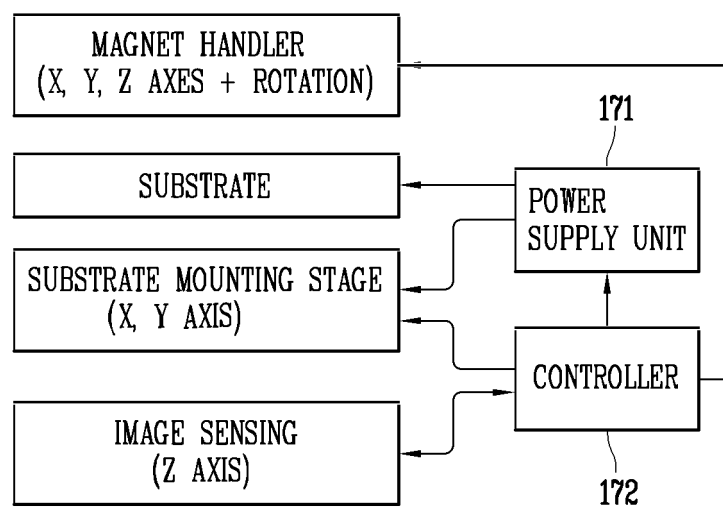 MAGNET HANDLER
(X, Y, Z AXES + ROTATION)
171
SUBSTRATE
POWER
SUPPLY UNIT
SUBSTRATE MOUNTING STAGE
(X, Y AXIS)
CONTROLLER
IMAGE SENSING
(Z AXIS)
172